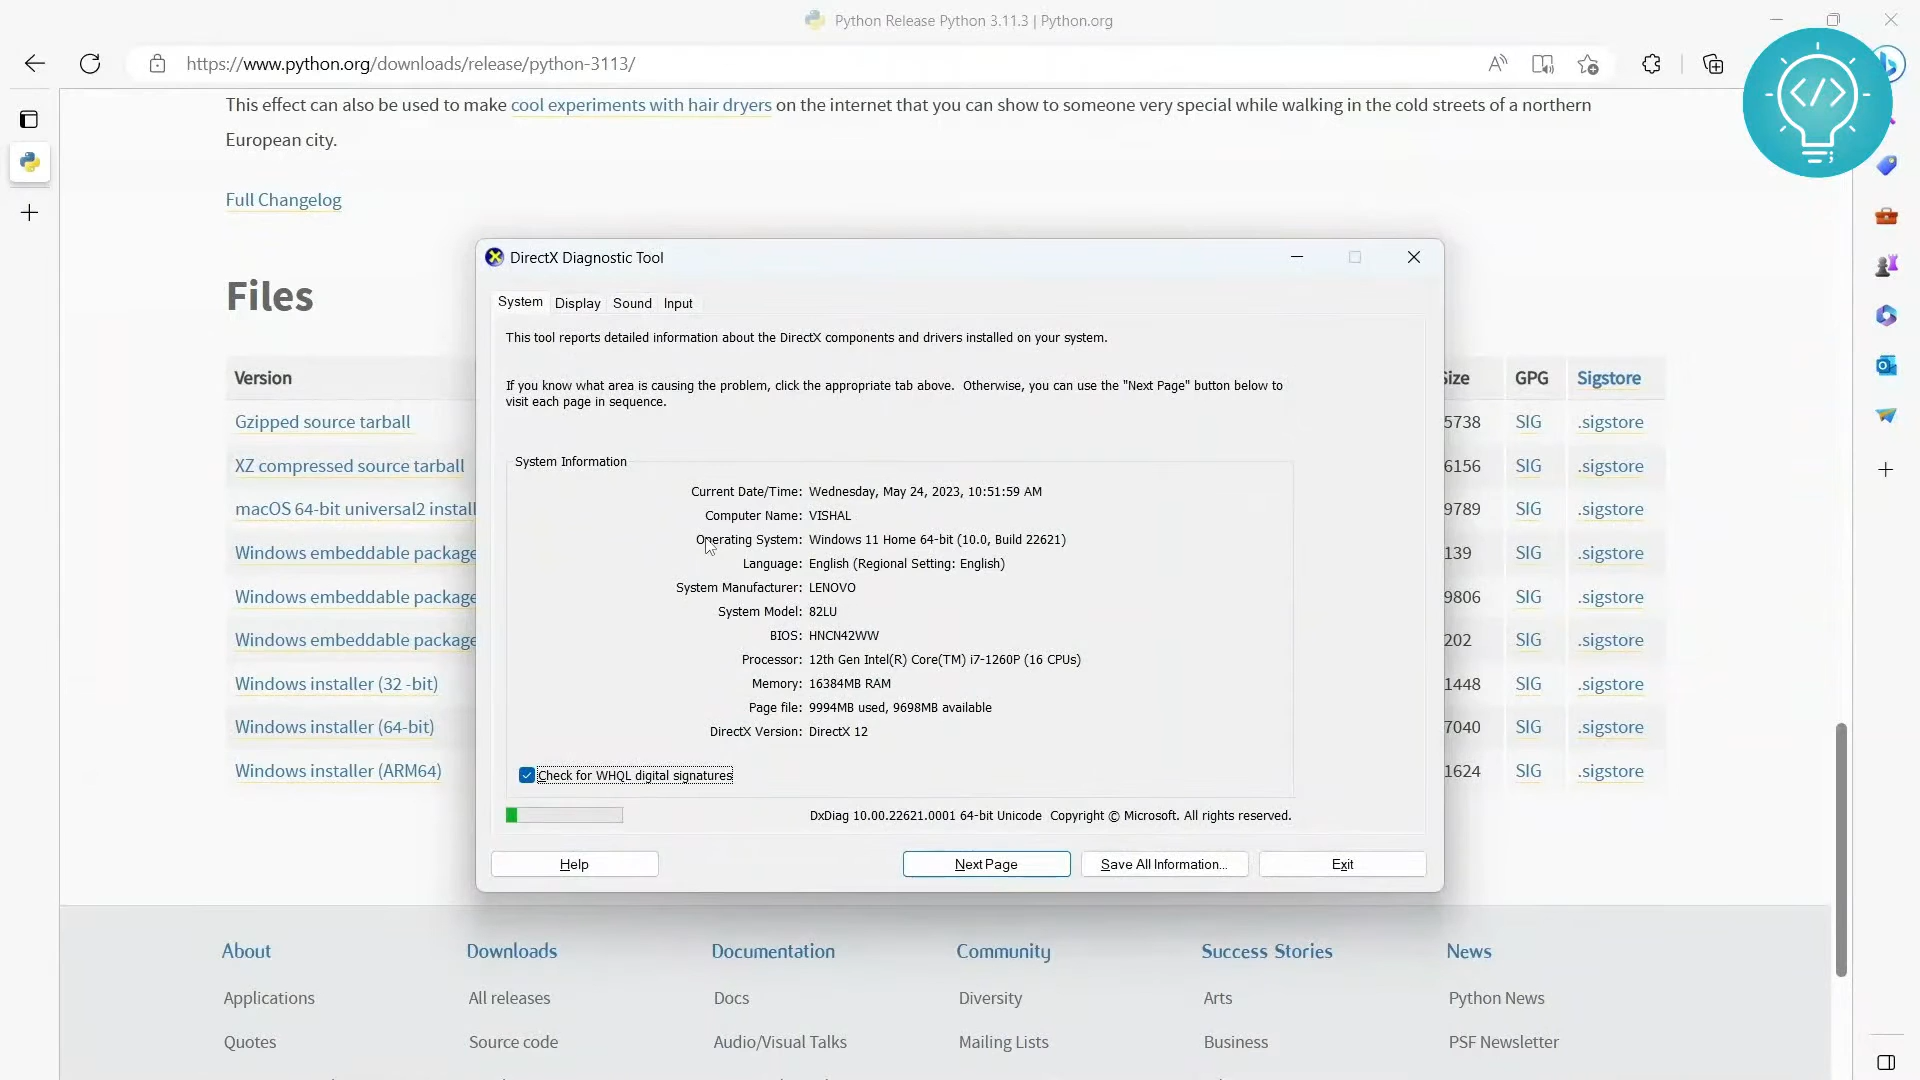 Python Release Python 3.11.3 | Python.org
https://www.python.org/downloads/release/python-3113/
This effect can also be used to make cool experiments with hair dryers on the internet that you can show to someone very special while walking in the cold streets of a northern
European city.
Full Changelog
Files
Version
Size GPG Sigstore
Gzipped source tarball
5738 SIG .sigstore
XZ compressed source tarball
6156 SIG .sigstore
macOS 64-bit universal2 install
9789 SIG .sigstore
Windows embeddable package
139 SIG .sigstore
Windows embeddable package
9806 SIG .sigstore
Windows embeddable package
202 SIG .sigstore
Windows installer (32 -bit)
1448 SIG .sigstore
Windows installer (64-bit)
7040 SIG .sigstore
Windows installer (ARM64)
1624 SIG .sigstore
DirectX Diagnostic Tool
System Display Sound Input
This tool reports detailed information about the DirectX components and drivers installed on your system.
If you know what area is causing the problem, click the appropriate tab above. Otherwise, you can use the "Next Page" button below to
visit each page in sequence.
System Information
Current Date/Time: Wednesday, May 24, 2023, 10:51:59 AM
Computer Name: VISHAL
Operating System: Windows 11 Home 64-bit (10.0, Build 22621)
Language: English (Regional Setting: English)
System Manufacturer: LENOVO
System Model: 82LU
BIOS: HNCN42WW
Processor: 12th Gen Intel(R) Core(TM) i7-1260P (16 CPUs)
Memory: 16384MB RAM
Page file: 9994MB used, 9698MB available
DirectX Version: DirectX 12
Check for WHQL digital signatures
DxDiag 10.00.22621.0001 64-bit Unicode Copyright © Microsoft. All rights reserved.
Help Next Page Save All Information... Exit
About Downloads Documentation Community Success Stories News
Applications All releases Docs Diversity Arts Python News
Quotes Source code Audio/Visual Talks Mailing Lists Business PSF Newsletter